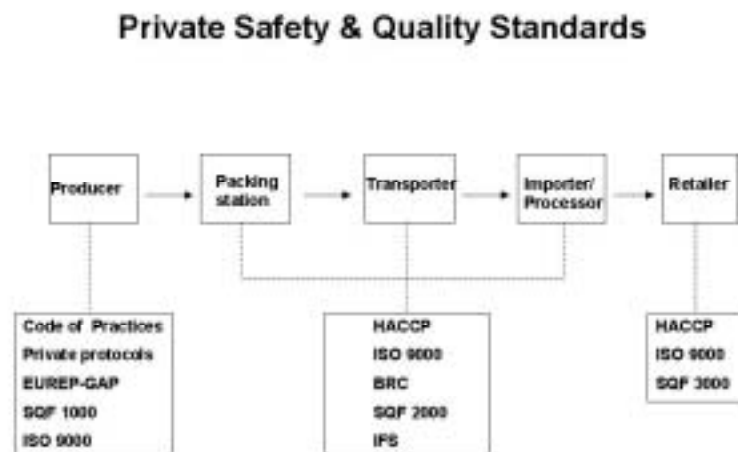 Private Safety & Quality Standards
Producer
Packing
station
Transporter
Importer/
Processor
Retailer
Code of Practices
Private protocols
EUREP-GAP
SQF 1000
ISO 9000
HACCP
ISO 9000
BRC
SQF 2000
IFS
HACCP
ISO 9000
SQF 3000